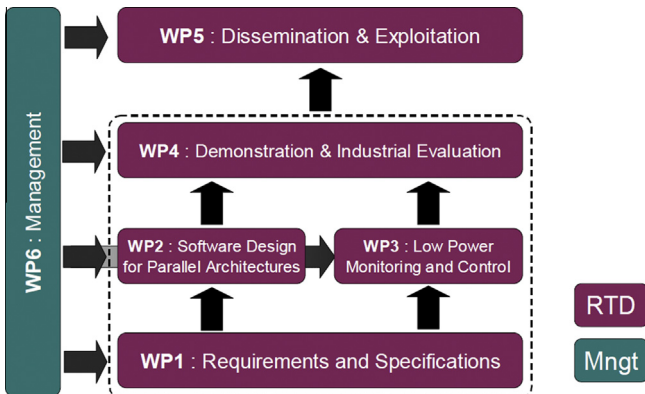 WP6 : Management
WP5 : Dissemination & Exploitation
WP4 : Demonstration & Industrial Evaluation
WP2 : Software Design
for Parallel Architectures
WP3 : Low Power
Monitoring and Control
WP1 : Requirements and Specifications
RTD
Mngt